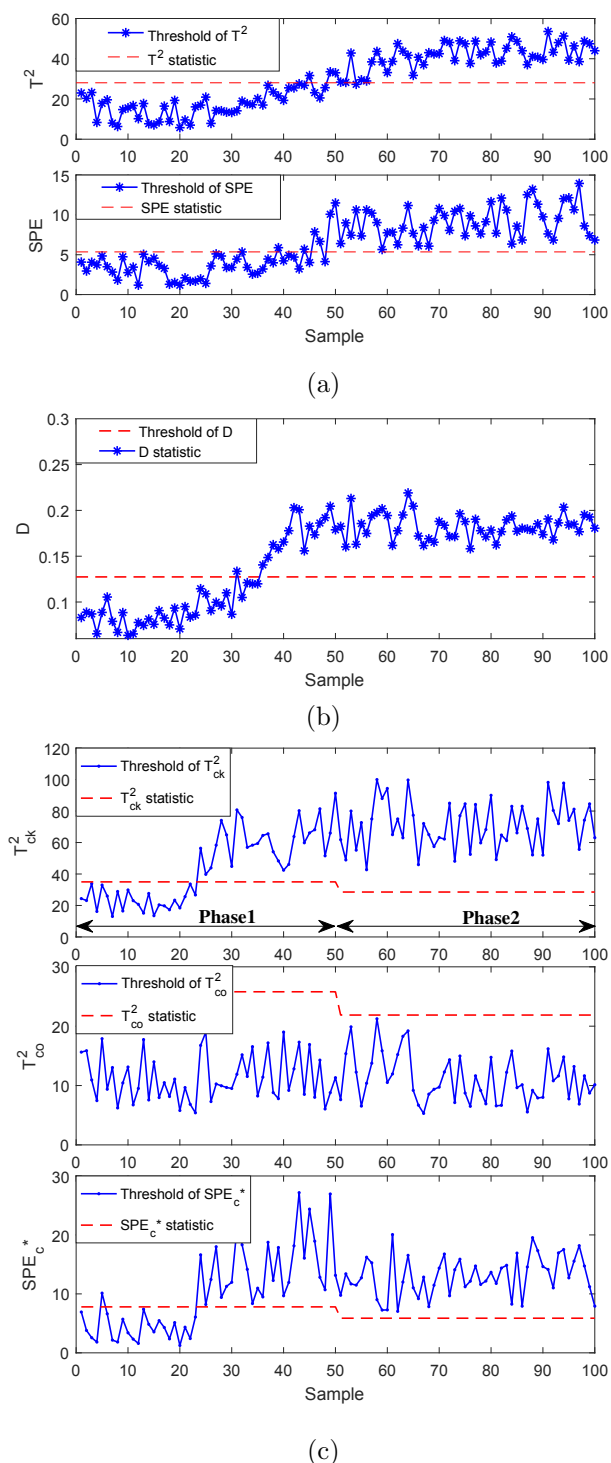 60
40
20
0
T²
Threshold of T²
T² statistic
0 10 20 30 40 50 60 70 80 90 100
15
10
5
0
SPE
Threshold of SPE
SPE statistic
0 10 20 30 40 50 60 70 80 90 100
Sample
(a)
0.3
0.25
0.2
0.15
0.1
D
Threshold of D
D statistic
0 10 20 30 40 50 60 70 80 90 100
Sample
(b)
120
100
80
60
40
20
0
T²ck
Threshold of T²ck
T²ck statistic
Phase1 Phase2
0 10 20 30 40 50 60 70 80 90 100
30
20
10
0
T²co
Threshold of T²co
T²co statistic
0 10 20 30 40 50 60 70 80 90 100
30
20
10
0
SPEc*
Threshold of SPEc*
SPEc* statistic
0 10 20 30 40 50 60 70 80 90 100
Sample
(c)